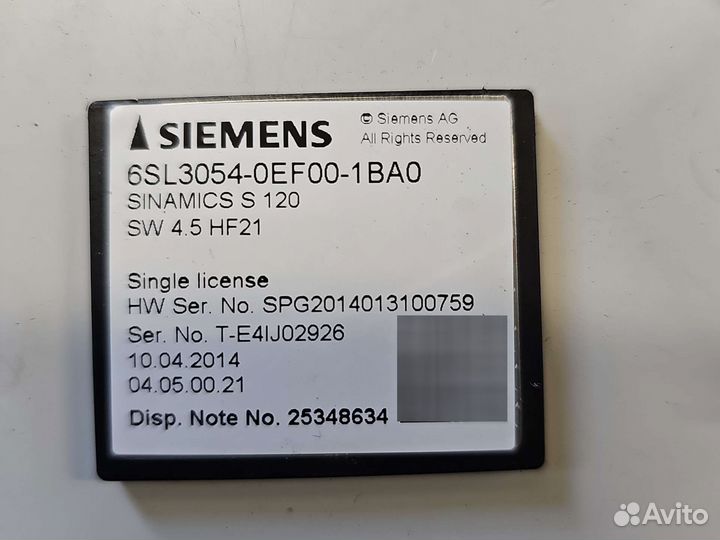 SIEMENS
© Siemens AG
All Rights Reserved
6SL3054-0EF00-1BA0
SINAMICS S 120
SW 4.5 HF21
Single license
HW Ser. No. SPG2014013100759
Ser. No. T-E4IJ02926
10.04.2014
04.05.00.21
Disp. Note No. 25348634
Avito